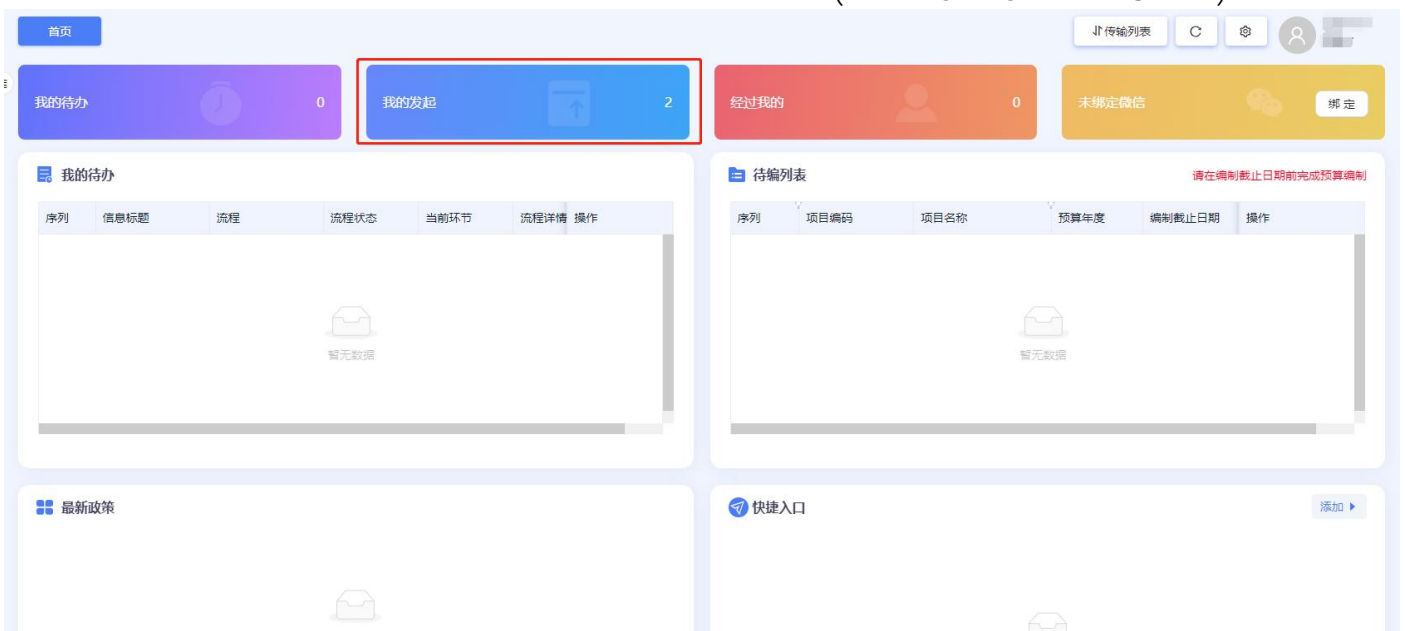 首页
传输列表
我的待办 0
我的发起 2
经过我的 0
未绑定微信 绑 定
我的待办
序列 信息标题 流程 流程状态 当前环节 流程详情 操作
暂无数据
待编列表 请在编制截止日期前完成预算编制
序列 项目编码 项目名称 预算年度 编制截止日期 操作
暂无数据
最新政策
快捷入口 添加